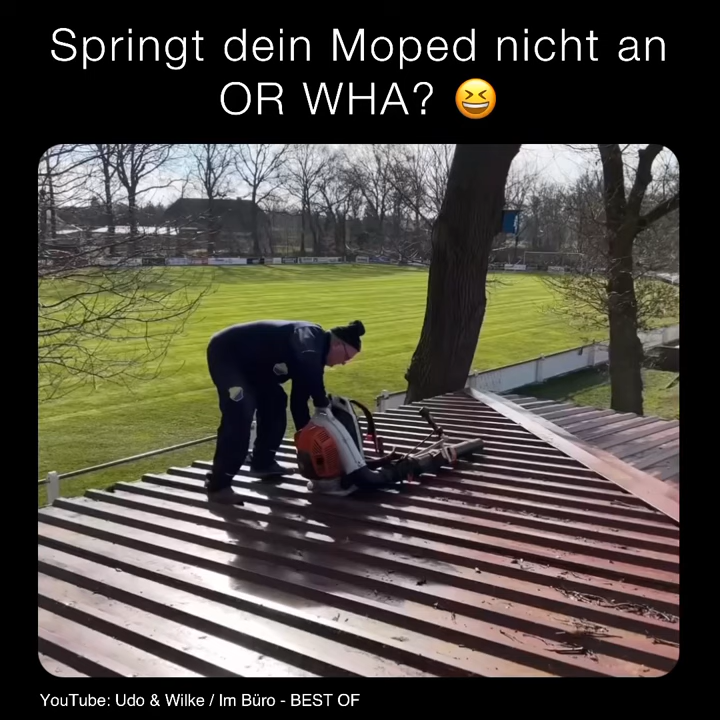 Springt dein Moped nicht an
OR WHA? 😆
YouTube: Udo & Wilke / Im Büro - BEST OF